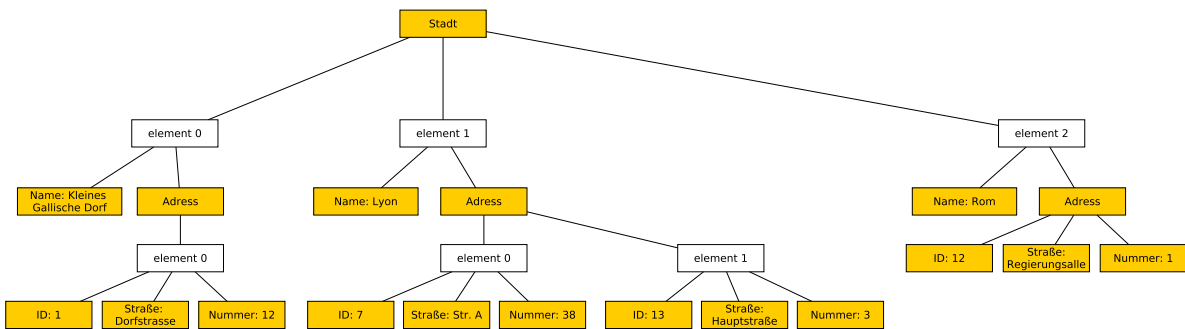 Stadt
element 0
element 1
element 2
Name: Kleines
Gallische Dorf
Adress
Name: Lyon
Adress
Name: Rom
Adress
element 0
element 0
element 1
ID: 12
Straße:
Regierungsalle
Nummer: 1
ID: 1
Straße:
Dorfstrasse
Nummer: 12
ID: 7
Straße: Str. A
Nummer: 38
ID: 13
Straße:
Hauptstraße
Nummer: 3